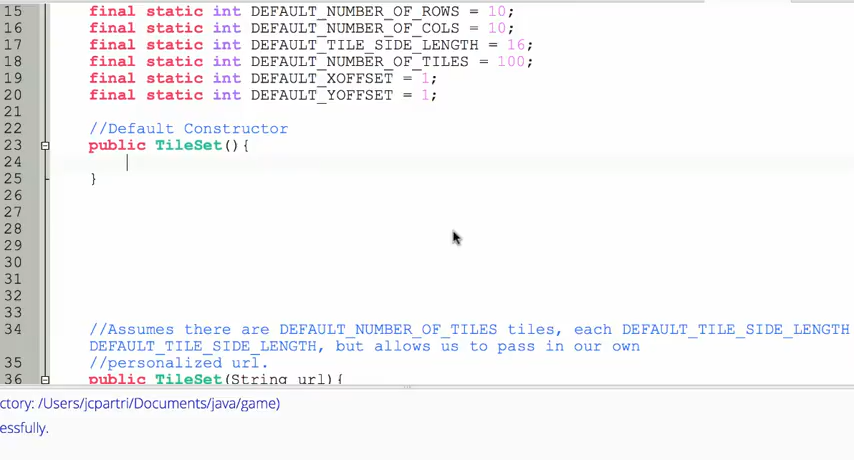 15 final static int DEFAULT_NUMBER_OF_ROWS = 10;
16 final static int DEFAULT_NUMBER_OF_COLS = 10;
17 final static int DEFAULT_TILE_SIDE_LENGTH = 16;
18 final static int DEFAULT_NUMBER_OF_TILES = 100;
19 final static int DEFAULT_XOFFSET = 1;
20 final static int DEFAULT_YOFFSET = 1;
21
22 //Default Constructor
23 public TileSet(){
24
25 }
26
27
28
29
30
31
32
33
34 //Assumes there are DEFAULT_NUMBER_OF_TILES tiles, each DEFAULT_TILE_SIDE_LENGTH
DEFAULT_TILE_SIDE_LENGTH, but allows us to pass in our own
35 //personalized url.
36 public TileSet(String url){
ctory: /Users/jcpartri/Documents/java/game)
essfully.